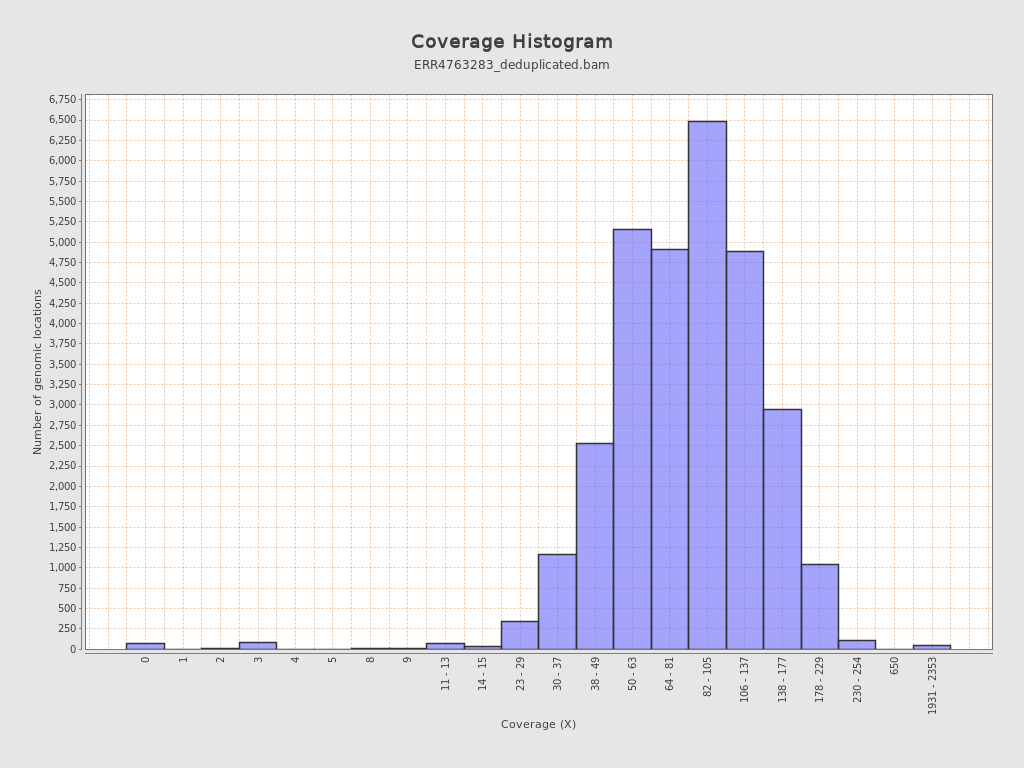 Coverage Histogram
ERR4763283_deduplicated.bam
6,750
6,500
6,250
6,000
5,750
5,500
5,250
5,000
4,750
4,500
4,250
4,000
3,750
3,500
3,250
3,000
2,750
2,500
2,250
2,000
1,750
1,500
1,250
1,000
750
500
250
0
Number of genomic locations
0
1
2
3
4
5
8
9
11 - 13
14 - 15
23 - 29
30 - 37
38 - 49
50 - 63
64 - 81
82 - 105
106 - 137
138 - 177
178 - 229
230 - 254
650
1931 - 2353
Coverage (X)